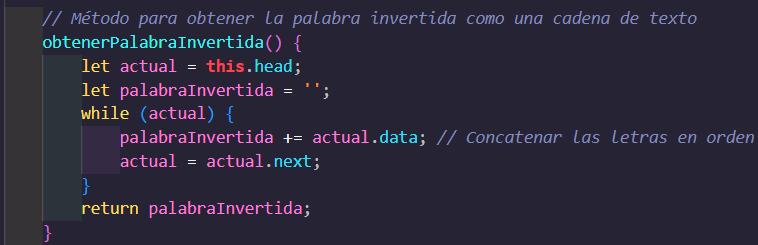 // Método para obtener la palabra invertida como una cadena de texto
obtenerPalabraInvertida() {
let actual = this.head;
let palabraInvertida = '';
while (actual) {
palabraInvertida += actual.data; // Concatenar las letras en orden
actual = actual.next;
}
return palabraInvertida;
}